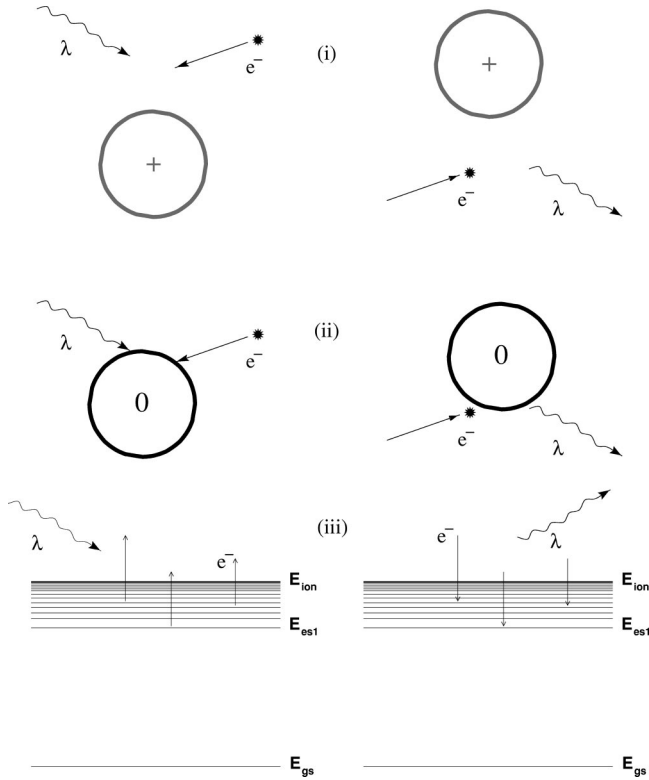 λ
e⁻
(i)
+
+
e⁻
λ
λ
e⁻
(ii)
0
0
e⁻
λ
λ
e⁻
(iii)
e⁻
λ
E_ion
E_ion
E_es1
E_es1
E_gs
E_gs